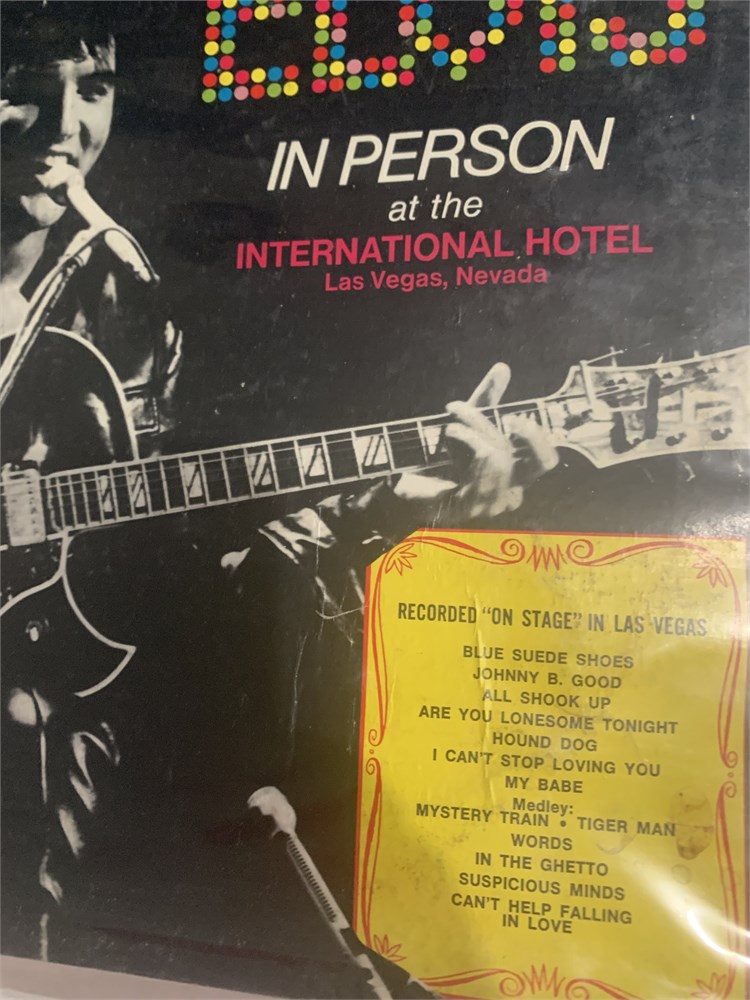 ELVIS
IN PERSON
at the
INTERNATIONAL HOTEL
Las Vegas, Nevada
RECORDED "ON STAGE" IN LAS VEGAS
BLUE SUEDE SHOES
JOHNNY B. GOOD
ALL SHOOK UP
ARE YOU LONESOME TONIGHT
HOUND DOG
I CAN'T STOP LOVING YOU
MY BABE
Medley:
MYSTERY TRAIN • TIGER MAN
WORDS
IN THE GHETTO
SUSPICIOUS MINDS
CAN'T HELP FALLING
IN LOVE